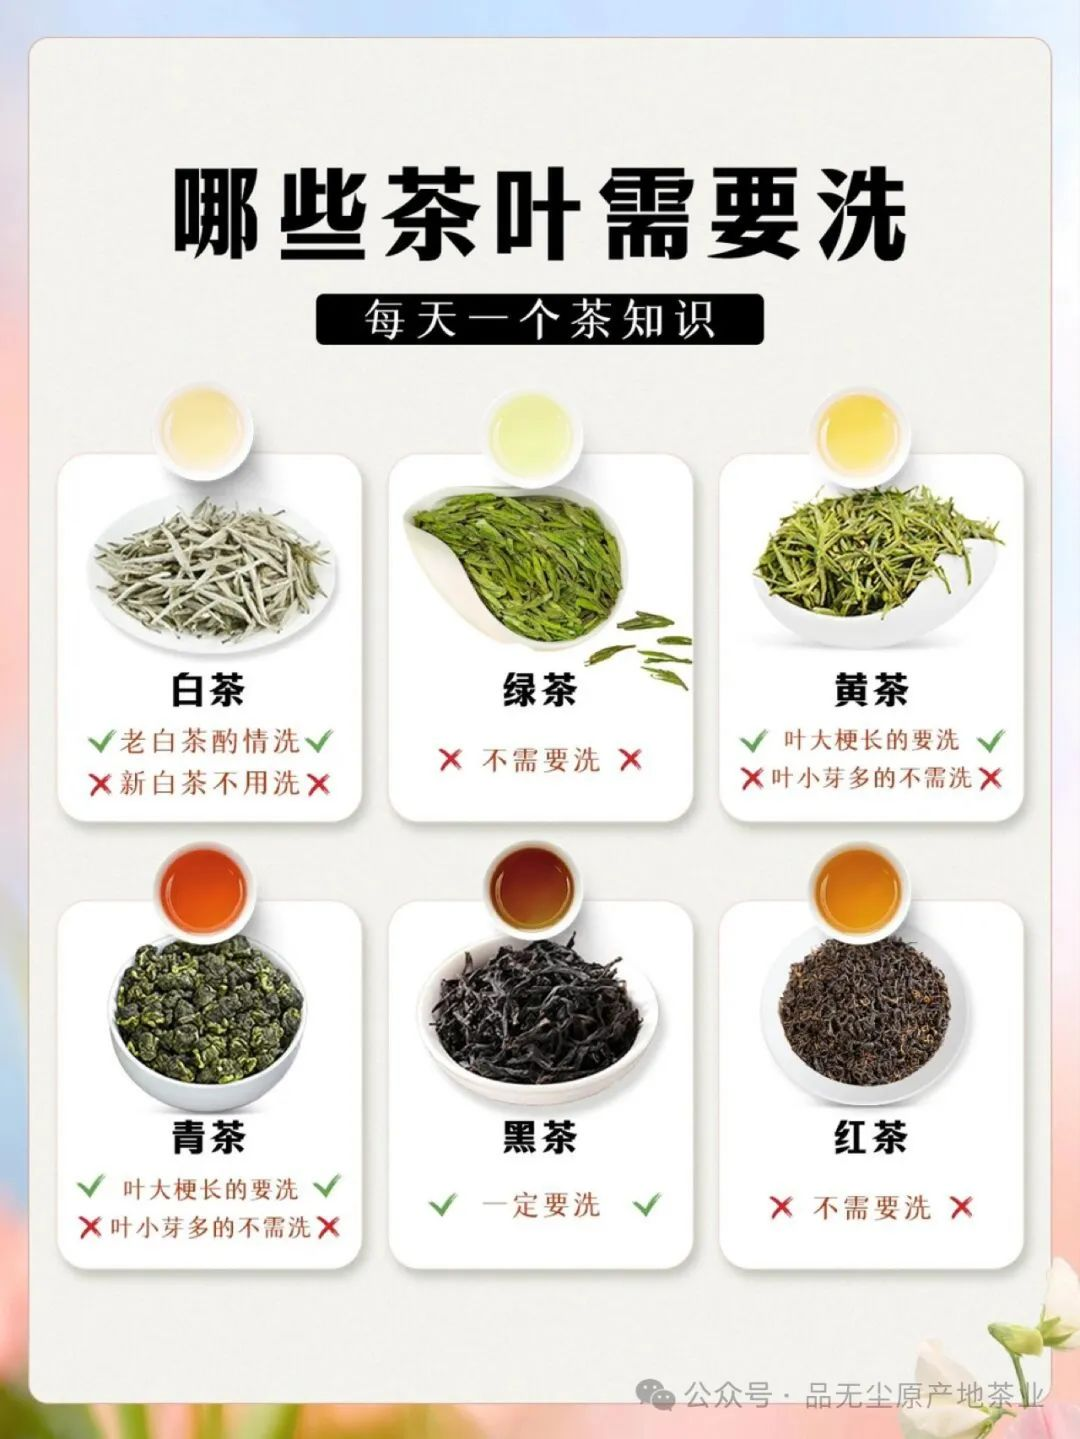 哪些茶叶需要洗
每天一个茶知识
白茶
老白茶酌情洗
新白茶不用洗
绿茶
不需要洗
黄茶
叶大梗长的要洗
叶小芽多的不需洗
青茶
叶大梗长的要洗
叶小芽多的不需洗
黑茶
一定要洗
红茶
不需要洗
公众号·品无尘原产地茶业